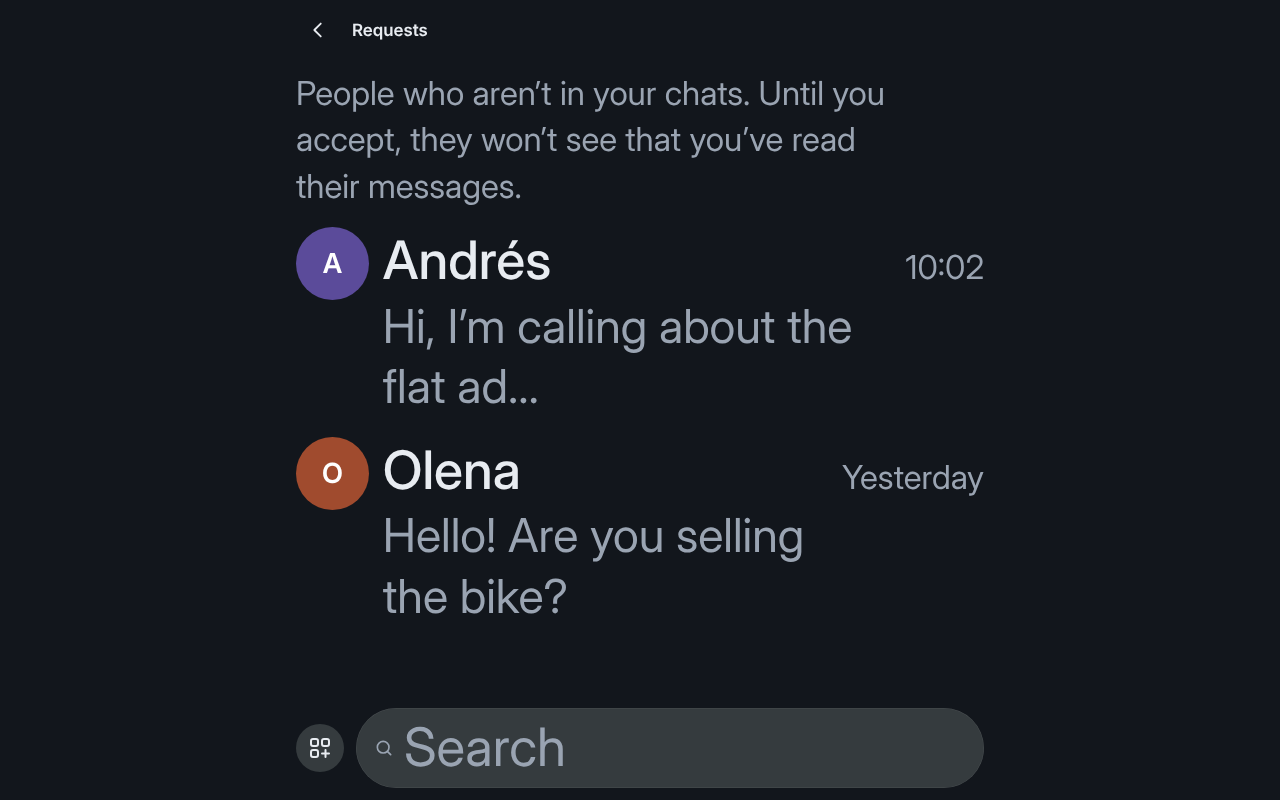 Requests
People who aren’t in your chats. Until you
accept, they won’t see that you’ve read
their messages.
A
Andrés
10:02
Hi, I’m calling about the
flat ad…
O
Olena
Yesterday
Hello! Are you selling
the bike?
Search